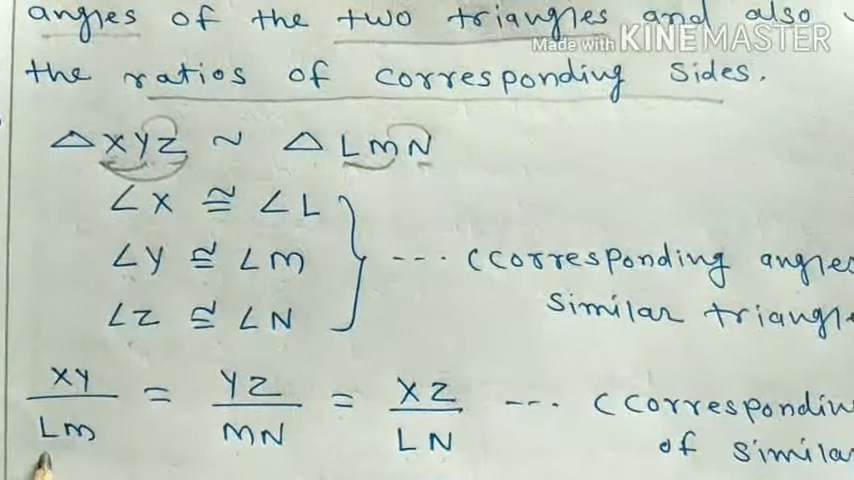 angles of the two triangles and also
Made with KINEMASTER
the ratios of corresponding sides.
△XYZ ~ △LMN
∠X ≅ ∠L
∠Y ≅ ∠M
∠Z ≅ ∠N
--- (Corresponding angles
similar triangle
XY/LM = YZ/MN = XZ/LN --- (Corresponding
of similar